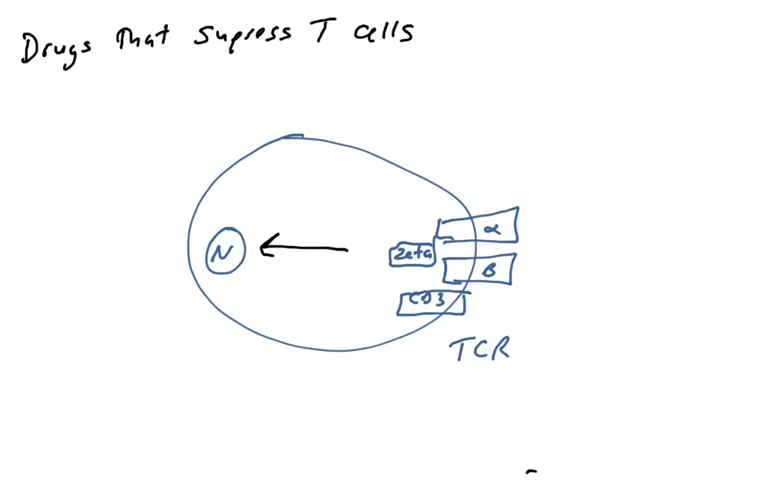 Drugs that supress T cells
α
N
Zeta
B
CD3
TCR